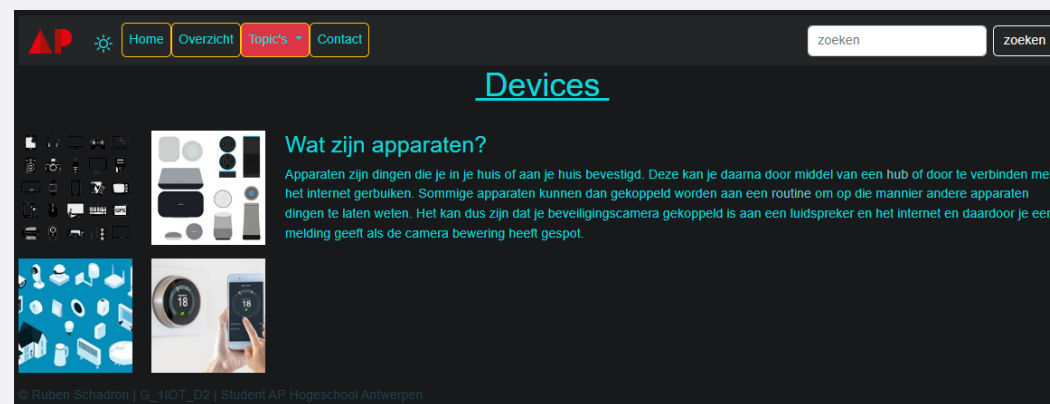 AP Home Overzicht Topic's Contact zoeken zoeken
Devices
Wat zijn apparaten?
Apparaten zijn dingen die je in je huis of aan je huis bevestigd. Deze kan je daarna door middel van een hub of door te verbinden me
het internet gerbuiken. Sommige apparaten kunnen dan gekoppeld worden aan een routine om op die mannier andere apparaten
dingen te laten weten. Het kan dus zijn dat je beveiligingscamera gekoppeld is aan een luidspreker en het internet en daardoor je eer
melding geeft als de camera bewering heeft gespot.
18
18
© Ruben Schadron | G_1IOT_D2 | Student AP Hogeschool Antwerpen